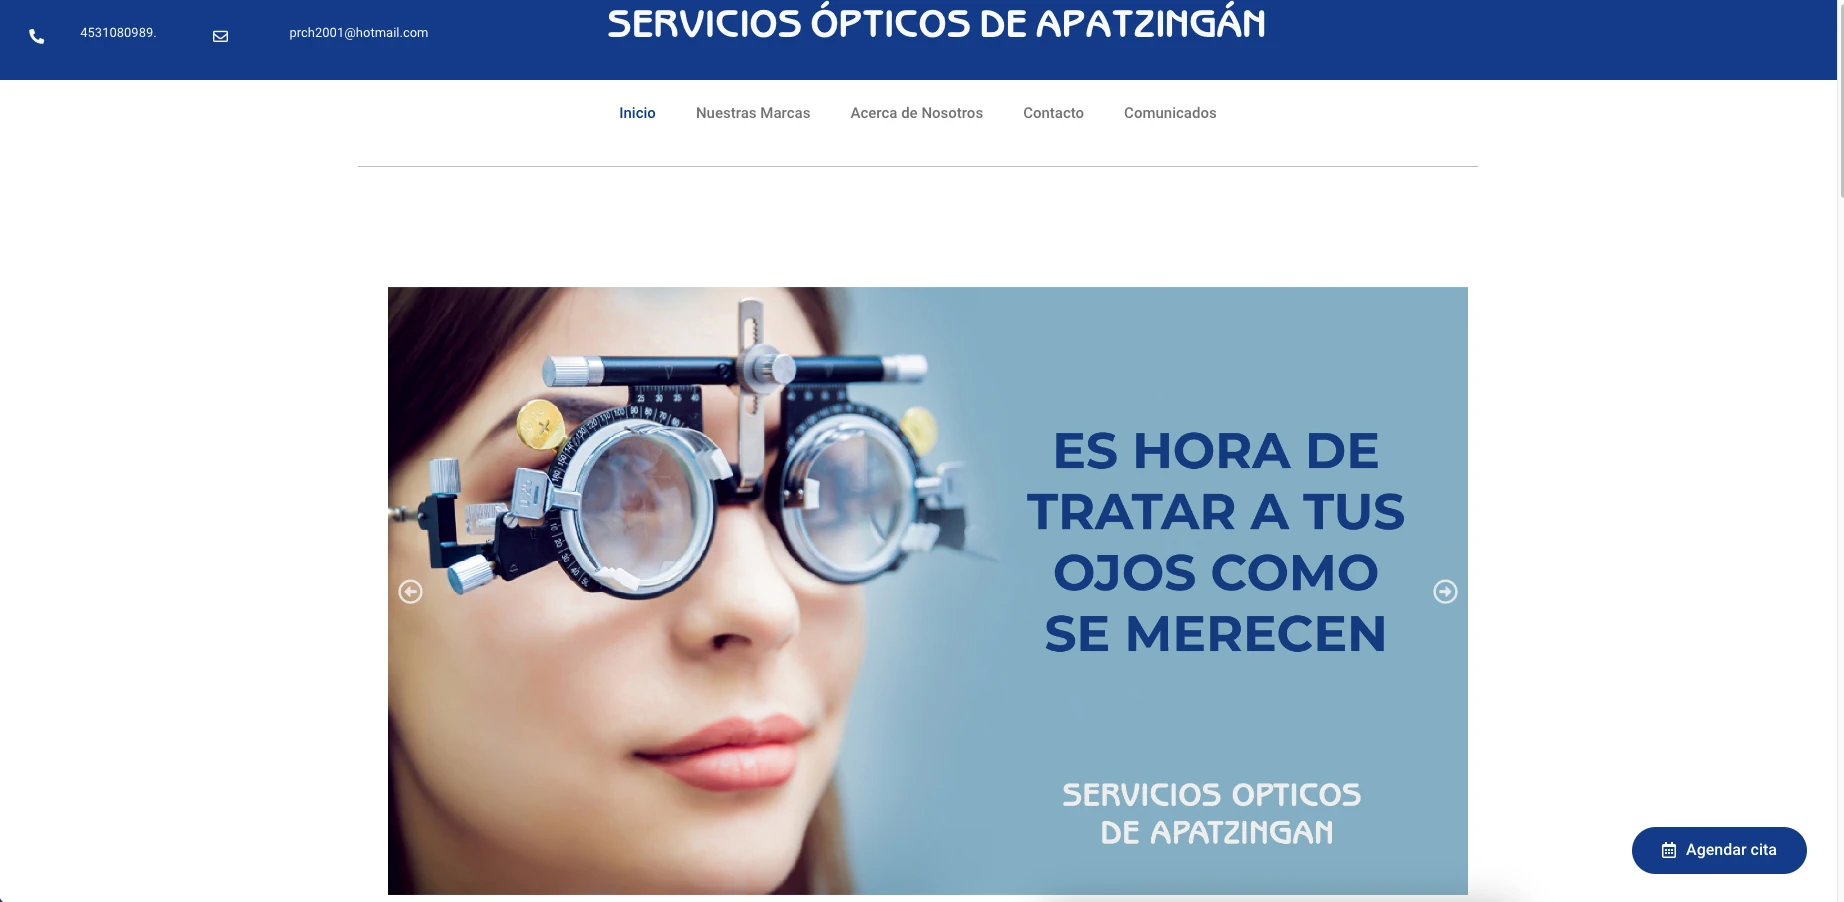 4531080989.
prch2001@hotmail.com
SERVICIOS ÓPTICOS DE APATZINGÁN
Inicio
Nuestras Marcas
Acerca de Nosotros
Contacto
Comunicados
ES HORA DE
TRATAR A TUS
OJOS COMO
SE MERECEN
SERVICIOS OPTICOS
DE APATZINGAN
Agendar cita